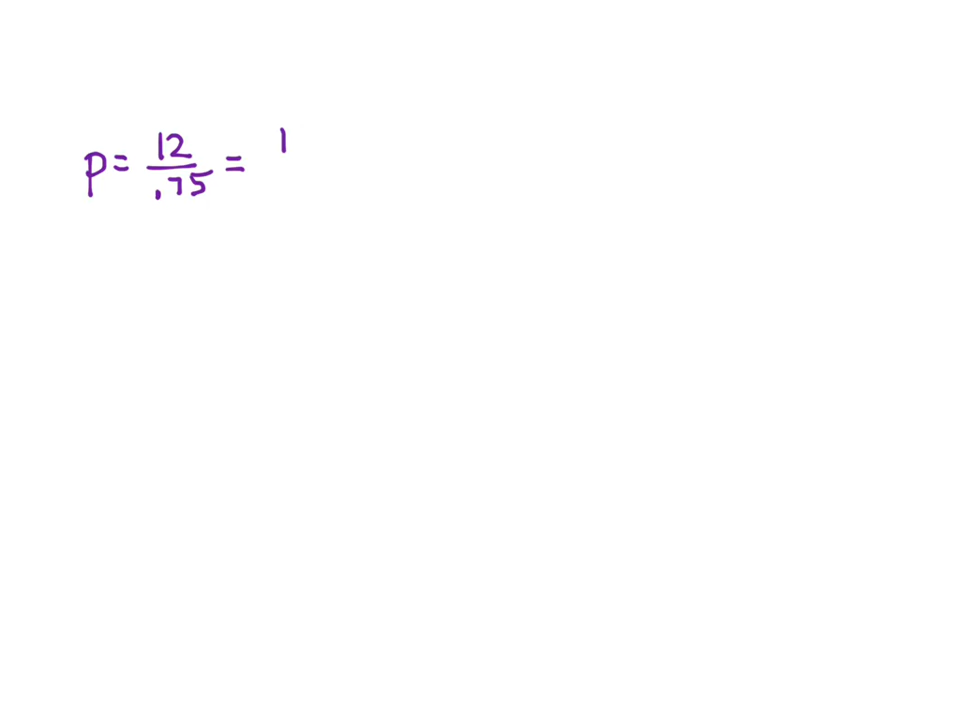 p = 12/.75 = 1